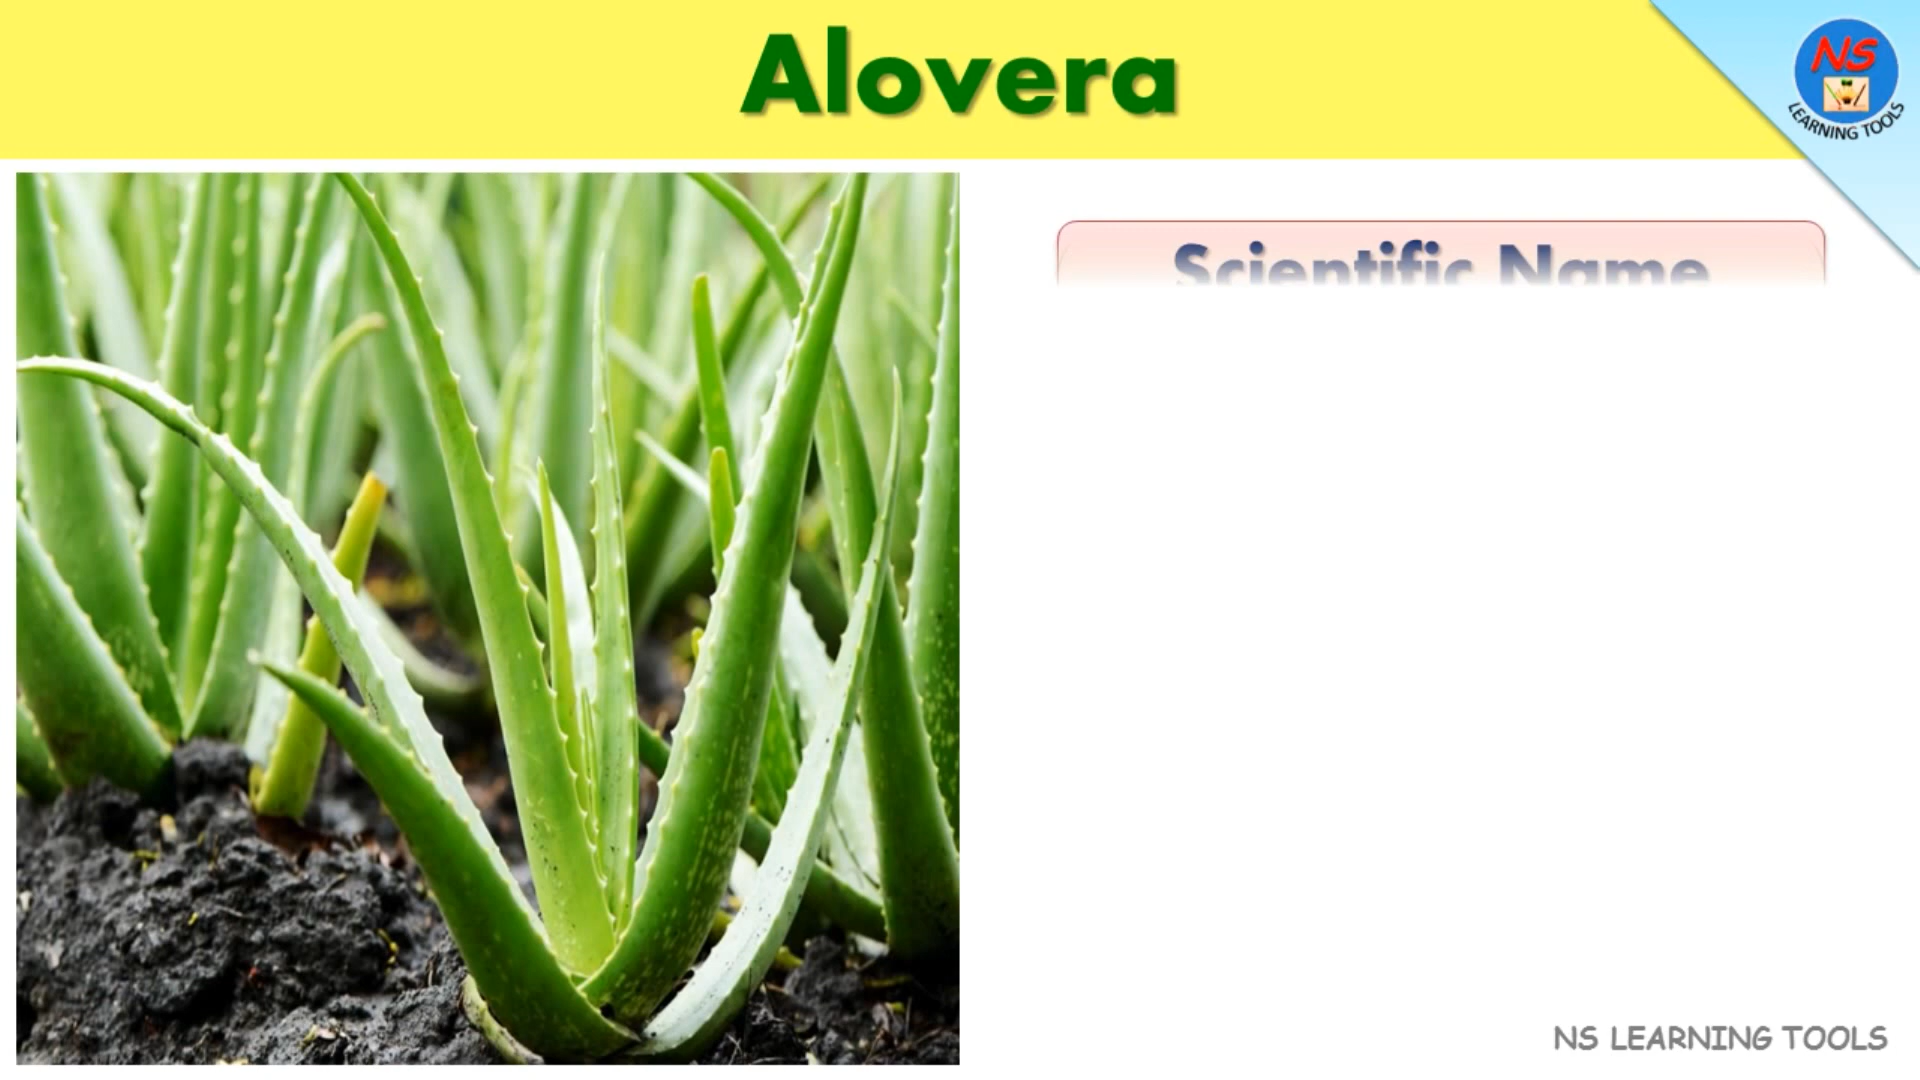 Alovera
NS
LEARNING TOOLS
Scientific Name
NS LEARNING TOOLS